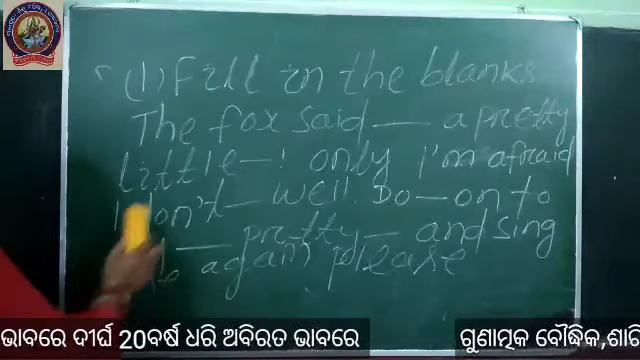 (1) Fill in the blanks
The fox said — a pretty
little — ! only I'm afraid
I don't — well. Do — on to
— pretty — and sing
again please
ଭାବରେ ଦୀର୍ଘ 20ବର୍ଷ ଧରି ଅବିରତ ଭାବରେ
ଗୁଣାତ୍ମକ ବୌଦ୍ଧିକ,ଶାରି